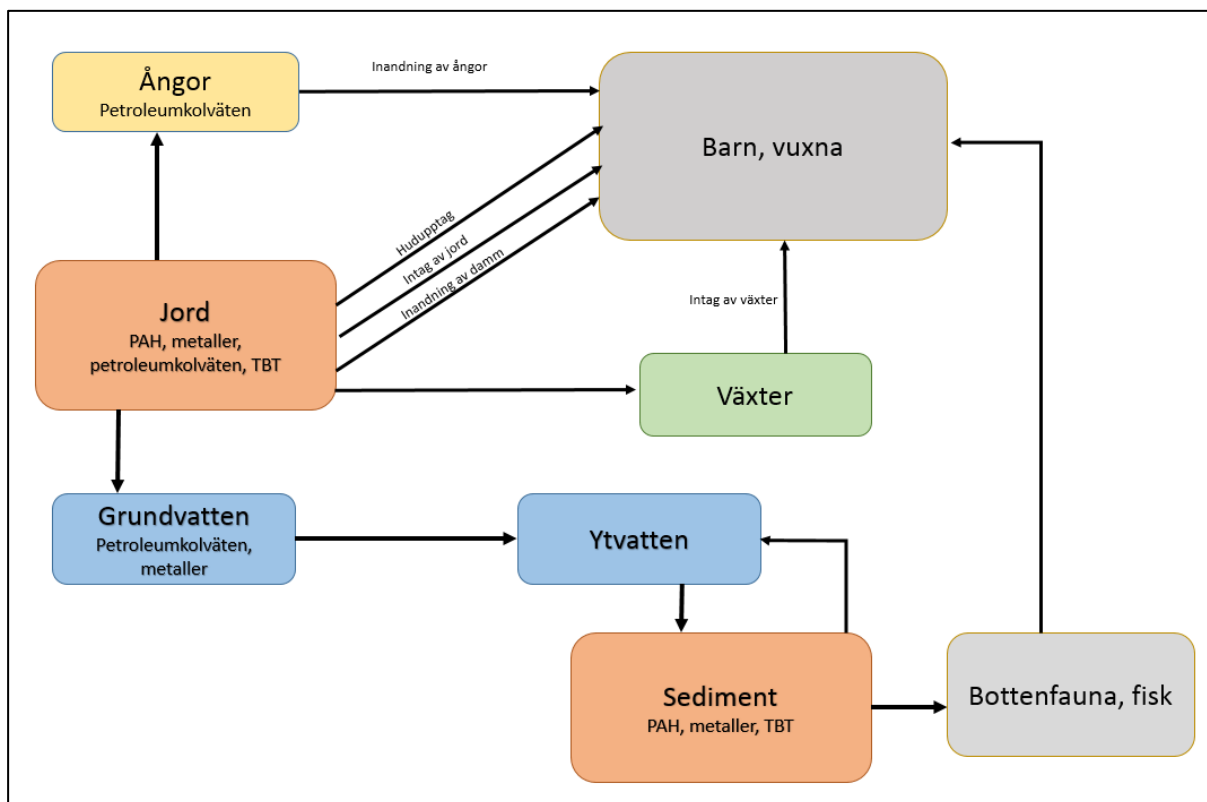 Ångor
Petroleumkolväten
Inandning av ångor
Barn, vuxna
Hudupptag
Intag av jord
Inandning av damm
Jord
PAH, metaller,
petroleumkolväten, TBT
Intag av växter
Växter
Grundvatten
Petroleumkolväten,
metaller
Ytvatten
Sediment
PAH, metaller, TBT
Bottenfauna, fisk